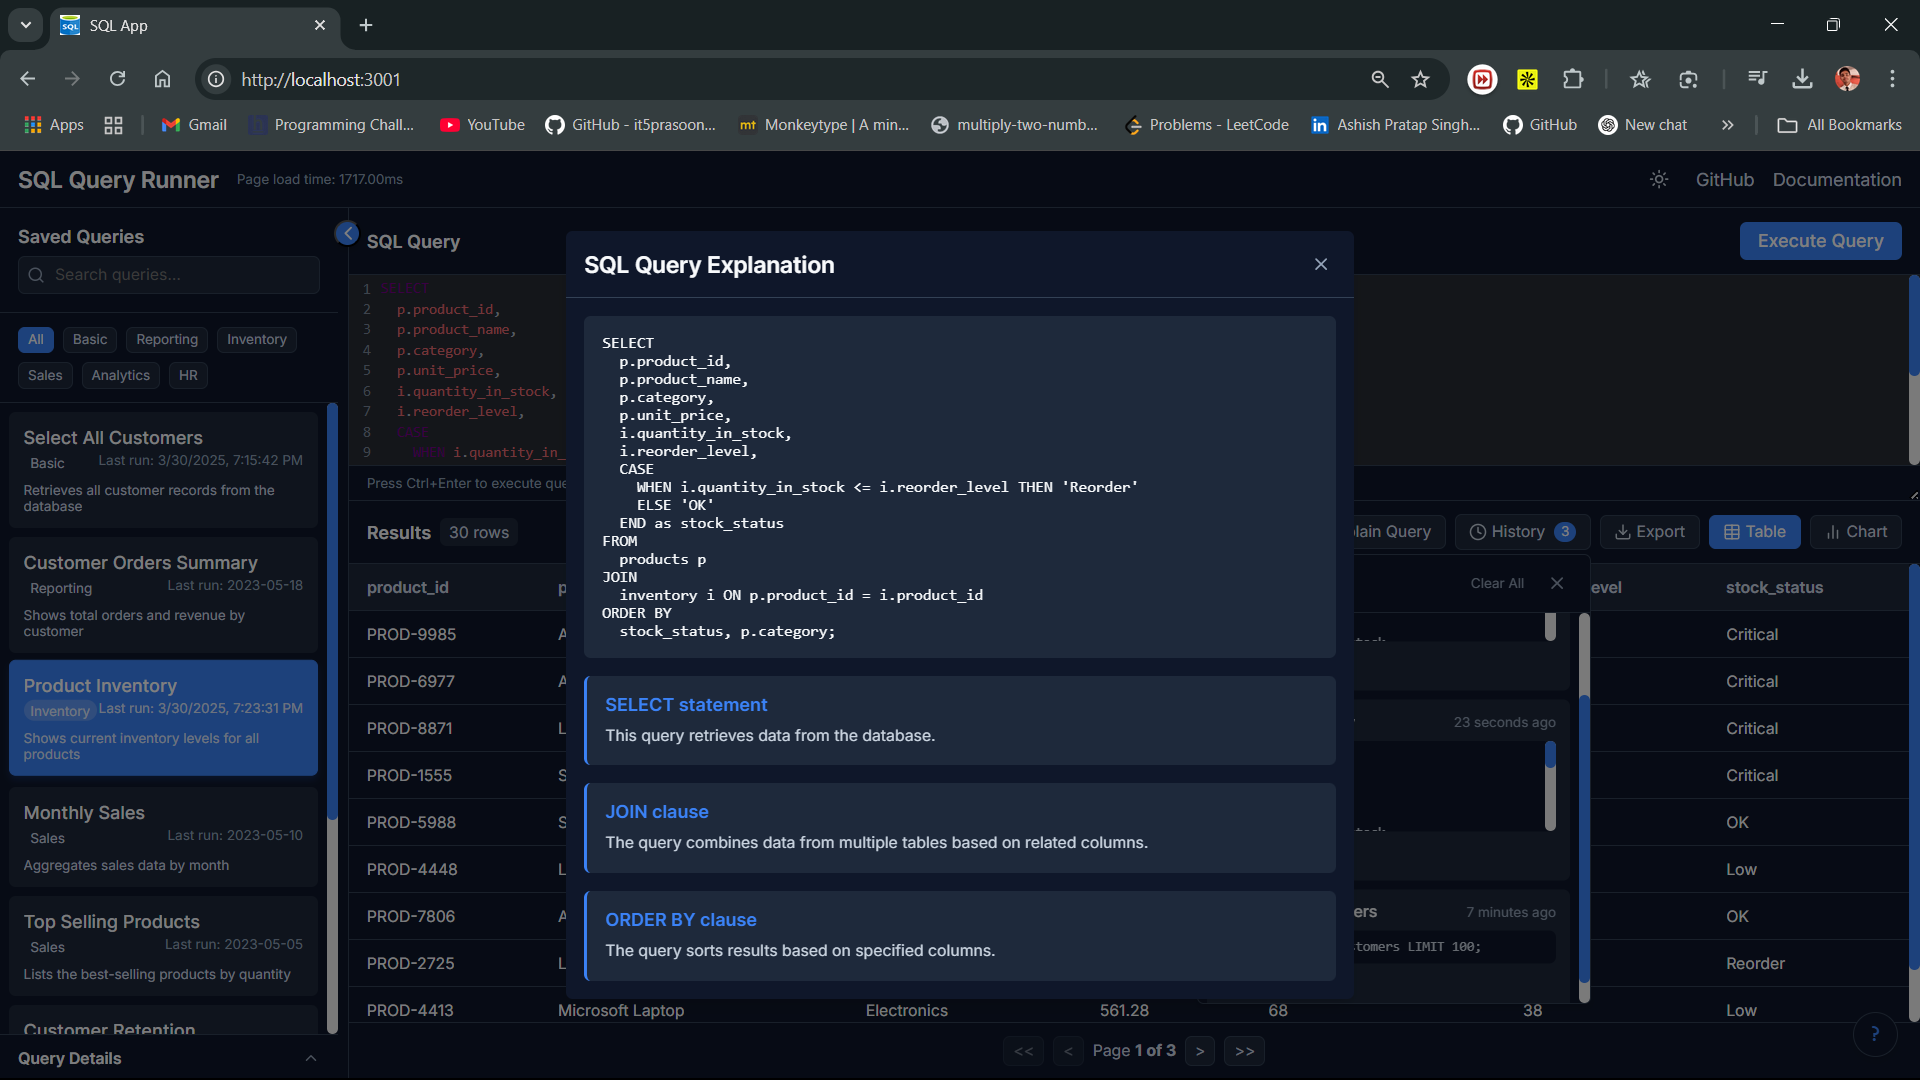 SQL App
http://localhost:3001
Apps
Gmail
Programming Chall...
YouTube
GitHub - it5prasoon...
Monkeytype | A min...
multiply-two-numb...
Problems - LeetCode
Ashish Pratap Singh...
GitHub
New chat
All Bookmarks
SQL Query Runner
Page load time: 1717.00ms
GitHub
Documentation
Saved Queries
Search queries...
All
Basic
Reporting
Inventory
Sales
Analytics
HR
Select All Customers
Basic
Last run: 3/30/2025, 7:15:42 PM
Retrieves all customer records from the
database
Customer Orders Summary
Reporting
Last run: 2023-05-18
Shows total orders and revenue by
customer
Product Inventory
Inventory
Last run: 3/30/2025, 7:23:31 PM
Shows current inventory levels for all
products
Monthly Sales
Sales
Last run: 2023-05-10
Aggregates sales data by month
Top Selling Products
Sales
Last run: 2023-05-05
Lists the best-selling products by quantity
Customer Retention
Query Details
SQL Query
Execute Query
1 SELECT
2 p.product_id,
3 p.product_name,
4 p.category,
5 p.unit_price,
6 i.quantity_in_stock,
7 i.reorder_level,
8 CASE
9 WHEN i.quantity_in_
Press Ctrl+Enter to execute que
Results
30 rows
lain Query
History 3
Export
Table
Chart
SQL Query Explanation
SELECT
p.product_id,
p.product_name,
p.category,
p.unit_price,
i.quantity_in_stock,
i.reorder_level,
CASE
WHEN i.quantity_in_stock <= i.reorder_level THEN 'Reorder'
ELSE 'OK'
END as stock_status
FROM
products p
JOIN
inventory i ON p.product_id = i.product_id
ORDER BY
stock_status, p.category;
SELECT statement
This query retrieves data from the database.
JOIN clause
The query combines data from multiple tables based on related columns.
ORDER BY clause
The query sorts results based on specified columns.
Clear All
23 seconds ago
ers
7 minutes ago
stomers LIMIT 100;
product_id
p
evel
stock_status
PROD-9985
A
Critical
PROD-6977
A
Critical
PROD-8871
L
Critical
PROD-1555
S
Critical
PROD-5988
S
OK
PROD-4448
L
Low
PROD-7806
A
OK
PROD-2725
L
Reorder
PROD-4413
Microsoft Laptop
Electronics
561.28
68
38
Low
<<
<
Page 1 of 3
>
>>
?